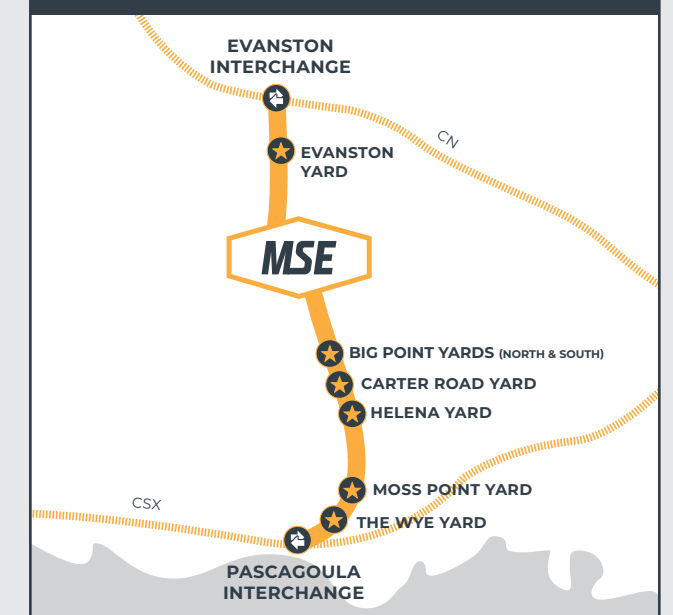 EVANSTON
INTERCHANGE
CN
EVANSTON
YARD
MSE
BIG POINT YARDS (NORTH & SOUTH)
CARTER ROAD YARD
HELENA YARD
MOSS POINT YARD
CSX
THE WYE YARD
PASCAGOULA
INTERCHANGE